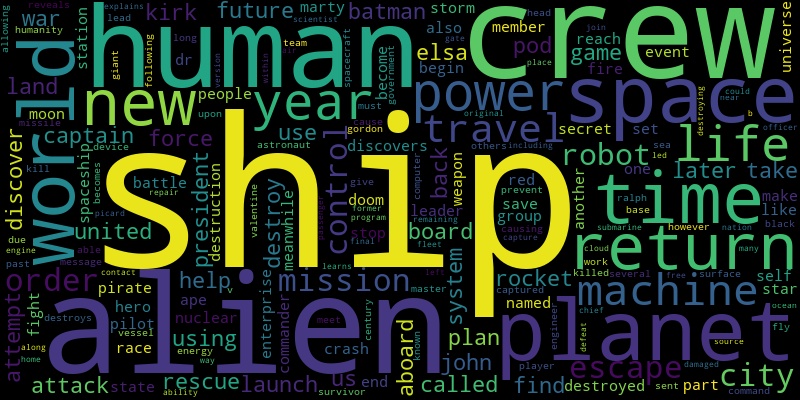 reveals
allowing
explains
lead
marty
storm
scientist
kirk
future
batman
member
head
join
universe
war
dr
long
human
crew
also
station
version
humanity
giant
following
team
spacecraft
within
become
government
elsa
pod
reach
game
event
gate
place
world
land
begin
fire
moon
new
people
year
power
space
missile
upon
must
original
destroying
could
near
b
captain
force
device
use
cause
gordon
travel
secret
set
officer
discover
astronaut
discovers
others
including
sea
led
life
kill
becomes
ship
control
back
weapon
robot
one
spaceship
battle
president
destruction
give
computer
red
prevent
another
later
take
repair
doom
former
program
save
group
ralph
base
time
make
like
black
picard
valentine
destroy
meanwhile
leader
remaining
submarine
nation
united
stop
board
causing
capture
however
due
engine
able
final
fleet
return
cloud
work
many
past
message
learns
killed
several
free
surface
self
contact
left
order
help
mission
system
rocket
machine
star
attempt
pirate
alien
master
captured
ocean
fight
destroys
ape
enterprise
commander
named
engineer
chief
fly
hero
v
meet
century
planet
defeat
pilot
vessel
nuclear
aboard
known
source
along
race
using
crash
plan
player
home
energy
way
john
escape
damaged
city
attack
state
rescue
launch
us
end
called
find
destroyed
sent
part
command
ability
survivor